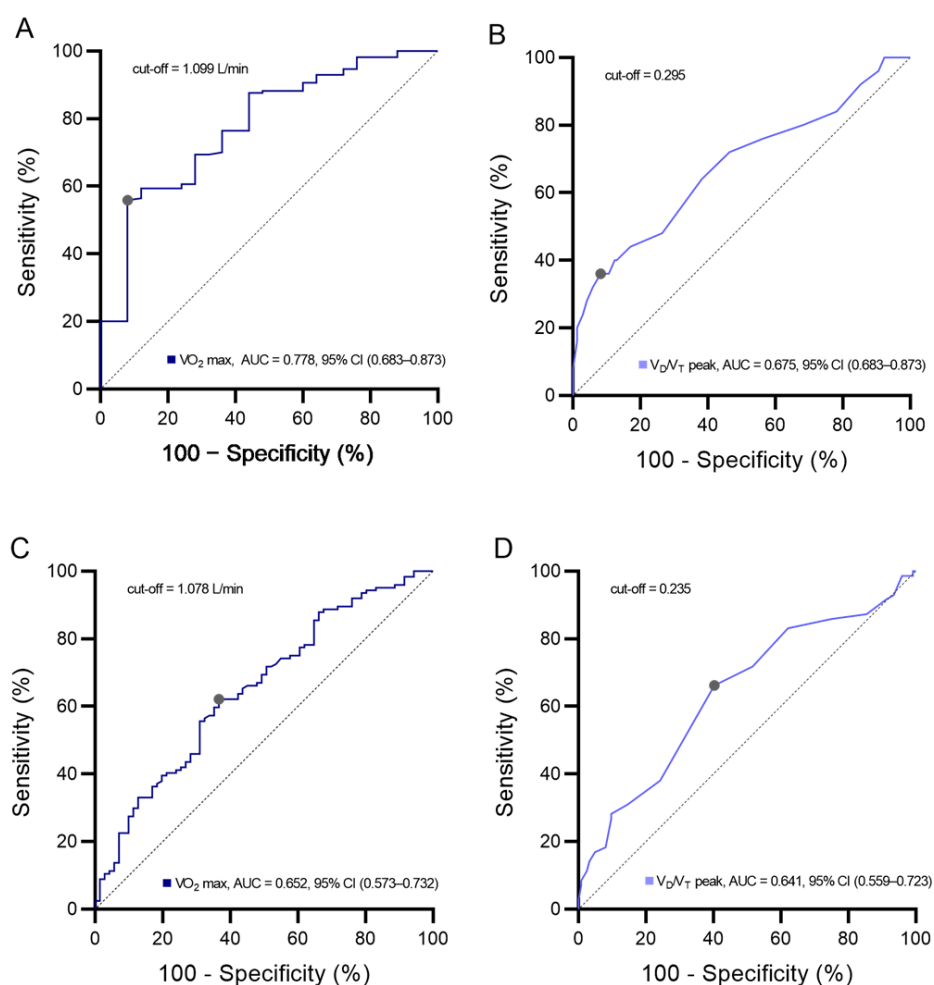 A
cut-off = 1.099 L/min
Sensitivity (%)
100
80
60
40
20
0
VO2 max, AUC = 0.778, 95% CI (0.683–0.873)
0 20 40 60 80 100
100 – Specificity (%)
B
cut-off = 0.295
Sensitivity (%)
100
80
60
40
20
0
VD/VT peak, AUC = 0.675, 95% CI (0.683–0.873)
0 20 40 60 80 100
100 - Specificity (%)
C
cut-off = 1.078 L/min
Sensitivity (%)
100
80
60
40
20
0
VO2 max, AUC = 0.652, 95% CI (0.573–0.732)
0 20 40 60 80 100
100 - Specificity (%)
D
cut-off = 0.235
Sensitivity (%)
100
80
60
40
20
0
VD/VT peak, AUC = 0.641, 95% CI (0.559–0.723)
0 20 40 60 80 100
100 - Specificity (%)